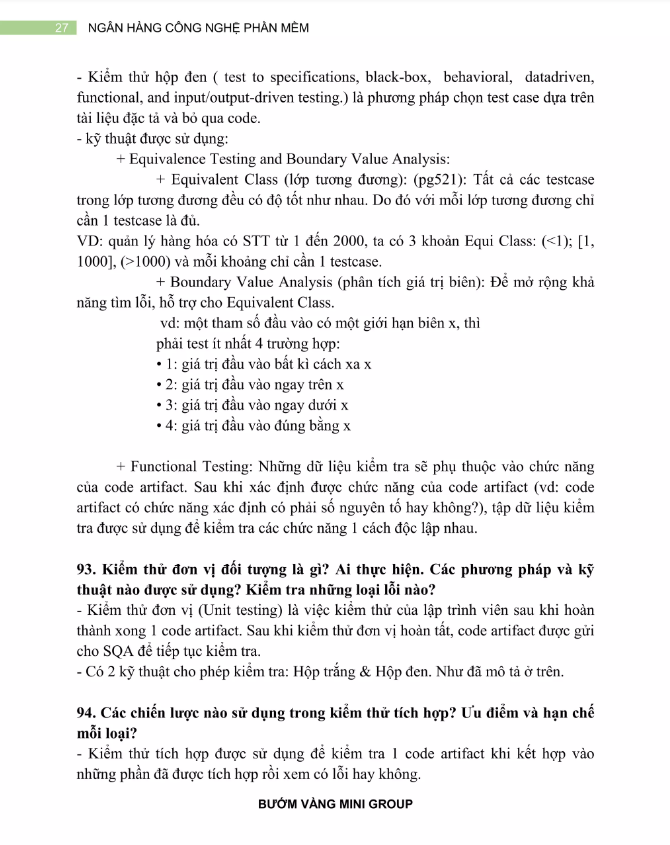 27 NGÂN HÀNG CÔNG NGHỆ PHẦN MỀM
- Kiểm thử hộp đen ( test to specifications, black-box, behavioral, datadriven,
functional, and input/output-driven testing.) là phương pháp chọn test case dựa trên
tài liệu đặc tả và bỏ qua code.
- kỹ thuật được sử dụng:
+ Equivalence Testing and Boundary Value Analysis:
+ Equivalent Class (lớp tương đương): (pg521): Tất cả các testcase
trong lớp tương đương đều có độ tốt như nhau. Do đó với mỗi lớp tương đương chỉ
cần 1 testcase là đủ.
VD: quản lý hàng hóa có STT từ 1 đến 2000, ta có 3 khoản Equi Class: (<1); [1,
1000], (>1000) và mỗi khoảng chỉ cần 1 testcase.
+ Boundary Value Analysis (phân tích giá trị biên): Để mở rộng khả
năng tìm lỗi, hỗ trợ cho Equivalent Class.
vd: một tham số đầu vào có một giới hạn biên x, thì
phải test ít nhất 4 trường hợp:
• 1: giá trị đầu vào bất kì cách xa x
• 2: giá trị đầu vào ngay trên x
• 3: giá trị đầu vào ngay dưới x
• 4: giá trị đầu vào đúng bằng x
+ Functional Testing: Những dữ liệu kiểm tra sẽ phụ thuộc vào chức năng
của code artifact. Sau khi xác định được chức năng của code artifact (vd: code
artifact có chức năng xác định có phải số nguyên tố hay không?), tập dữ liệu kiểm
tra được sử dụng để kiểm tra các chức năng 1 cách độc lập nhau.
93. Kiểm thử đơn vị đối tượng là gì? Ai thực hiện. Các phương pháp và kỹ
thuật nào được sử dụng? Kiểm tra những loại lỗi nào?
- Kiểm thử đơn vị (Unit testing) là việc kiểm thử của lập trình viên sau khi hoàn
thành xong 1 code artifact. Sau khi kiểm thử đơn vị hoàn tất, code artifact được gửi
cho SQA để tiếp tục kiểm tra.
- Có 2 kỹ thuật cho phép kiểm tra: Hộp trắng & Hộp đen. Như đã mô tả ở trên.
94. Các chiến lược nào sử dụng trong kiểm thử tích hợp? Ưu điểm và hạn chế
mỗi loại?
- Kiểm thử tích hợp được sử dụng để kiểm tra 1 code artifact khi kết hợp vào
những phần đã được tích hợp rồi xem có lỗi hay không.
BƯỚM VÀNG MINI GROUP